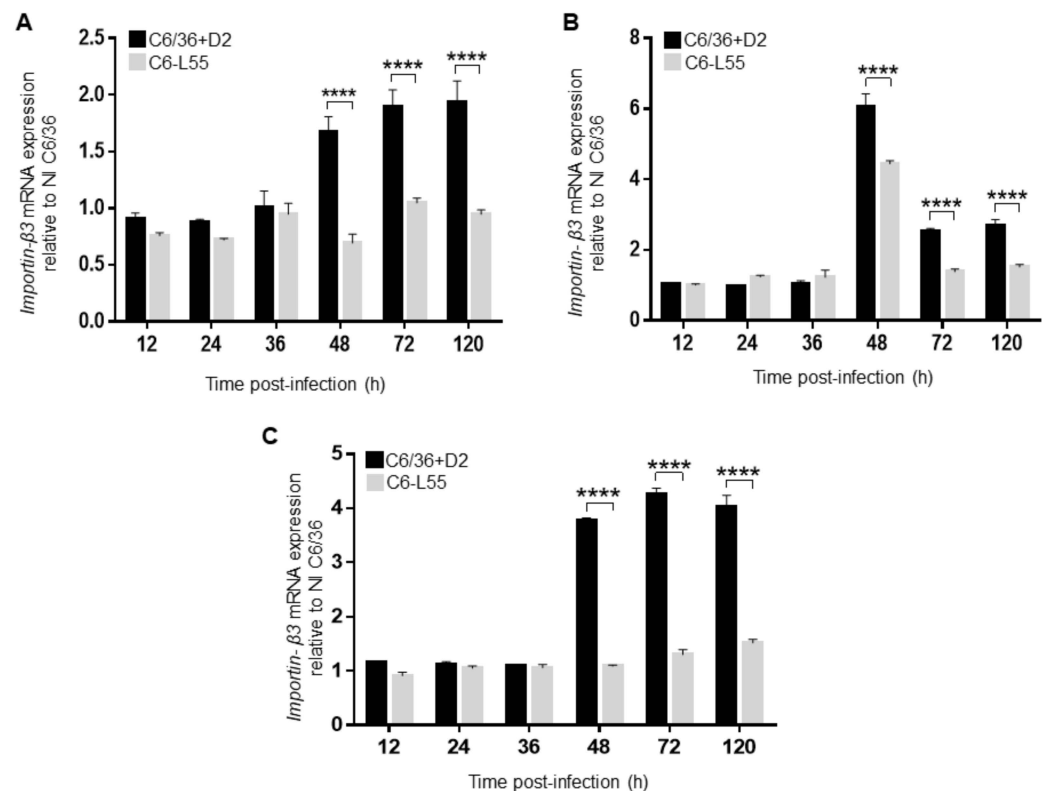 A
C6/36+D2
C6-L55
Importin-β3 mRNA expression
relative to NI C6/36
2.5
2.0
1.5
1.0
0.5
0.0
****
****
****
12 24 36 48 72 120
Time post-infection (h)
B
C6/36+D2
C6-L55
Importin- β3 mRNA expression
relative to NI C6/36
8
6
4
2
0
****
****
****
12 24 36 48 72 120
Time post-infection (h)
C
C6/36+D2
C6-L55
Importin- β3 mRNA expression
relative to NI C6/36
5
4
3
2
1
0
****
****
****
12 24 36 48 72 120
Time post-infection (h)